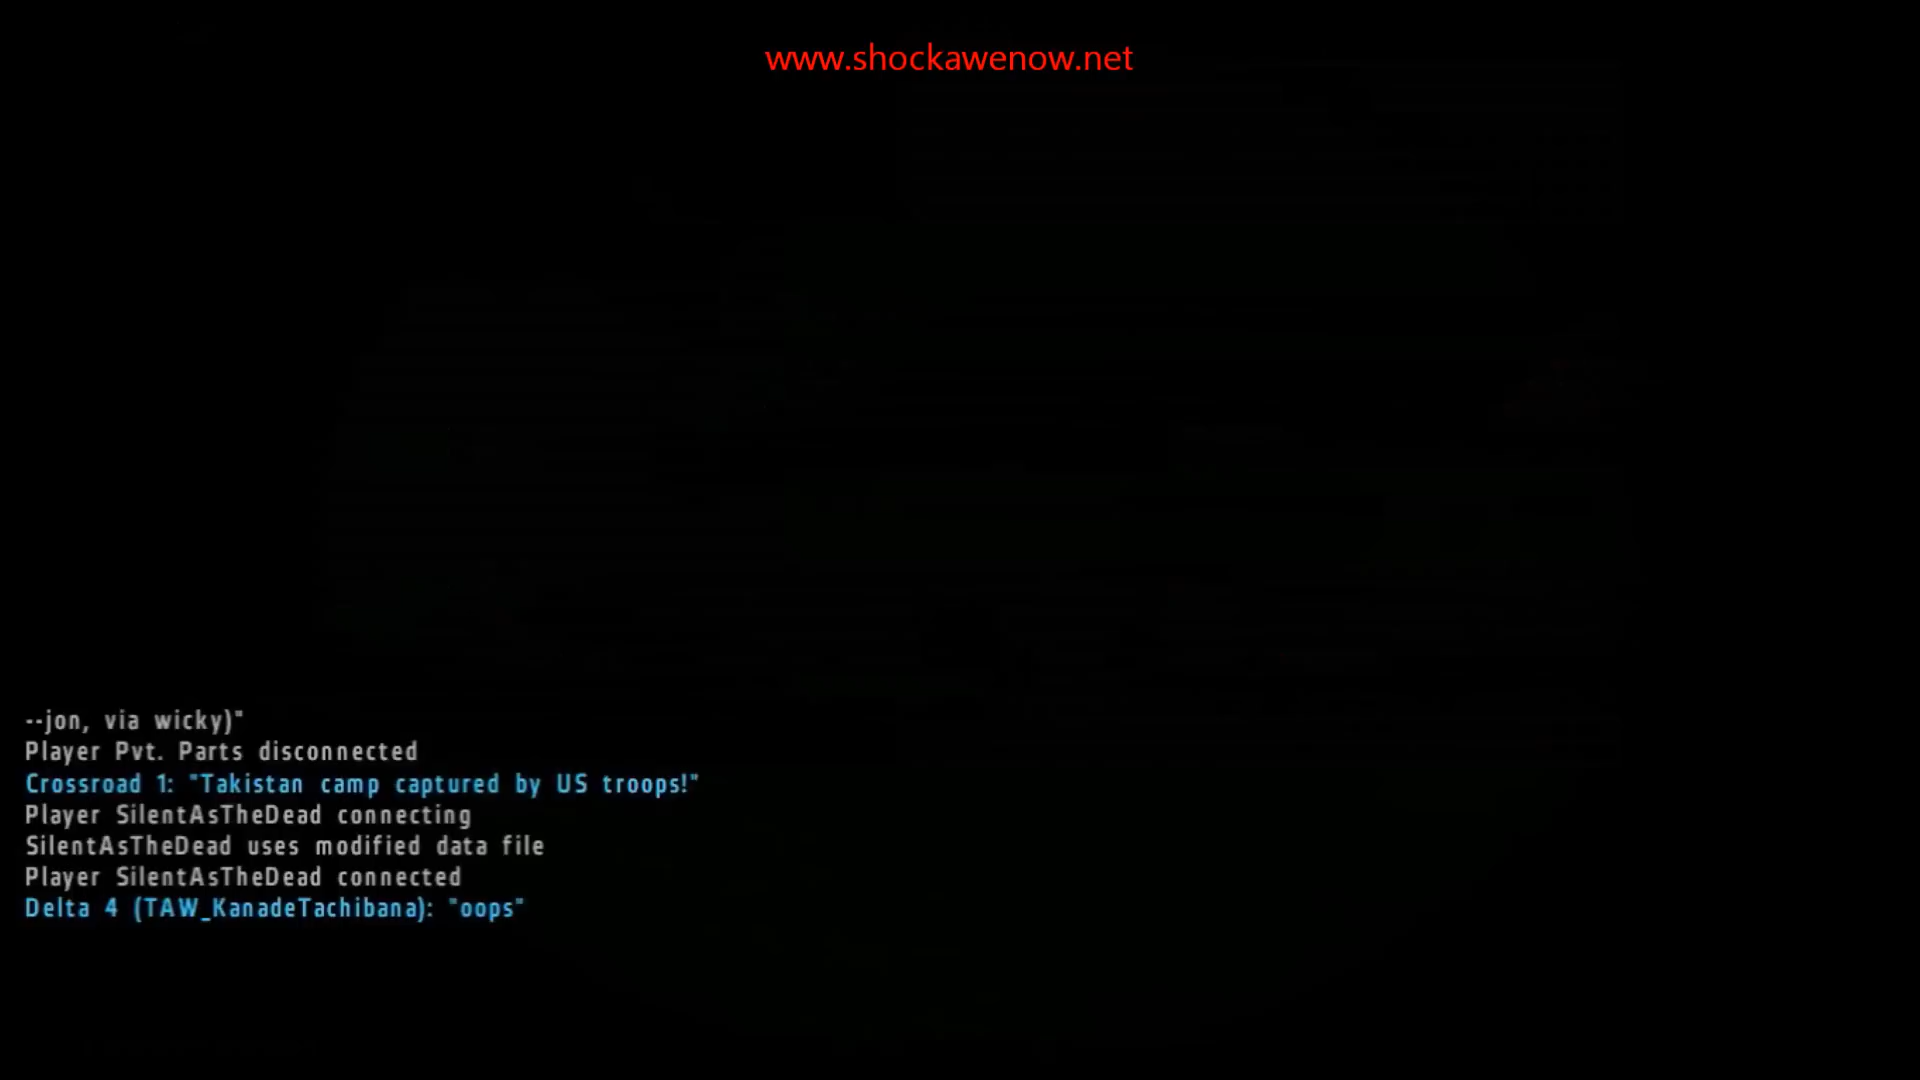 www.shockawenow.net
--jon, via wicky)"
Player Pvt. Parts disconnected
Crossroad 1: "Takistan camp captured by US troops!"
Player SilentAsTheDead connecting
SilentAsTheDead uses modified data file
Player SilentAsTheDead connected
Delta 4 (TAW_KanadeTachibana): "oops"